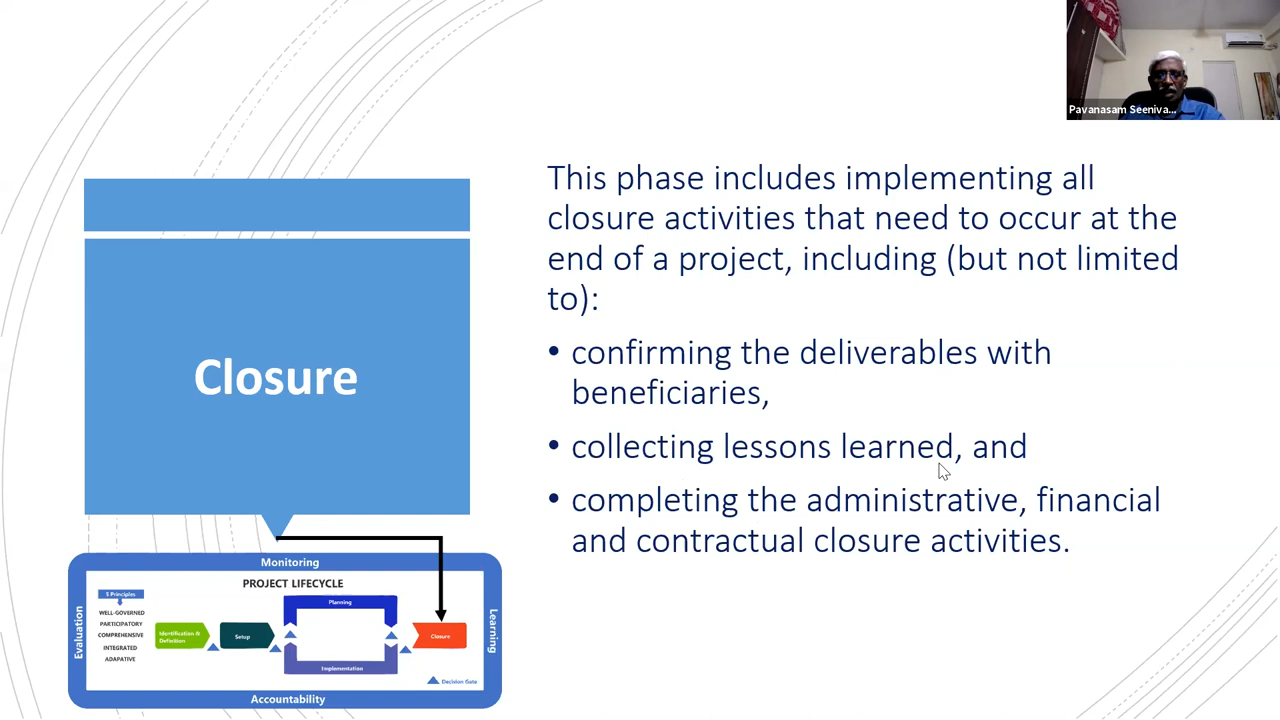 Pavanasam Seeniva...
This phase includes implementing all
closure activities that need to occur at the
end of a project, including (but not limited
to):
• confirming the deliverables with
beneficiaries,
• collecting lessons learned, and
• completing the administrative, financial
and contractual closure activities.
Closure
Monitoring
PROJECT LIFECYCLE
5 Principles
WELL-GOVERNED
PARTICIPATORY
COMPREHENSIVE
INTEGRATED
ADAPATIVE
Evaluation
Identification &
Definition
Setup
Planning
Implementation
Closure
Decision Gate
Learning
Accountability